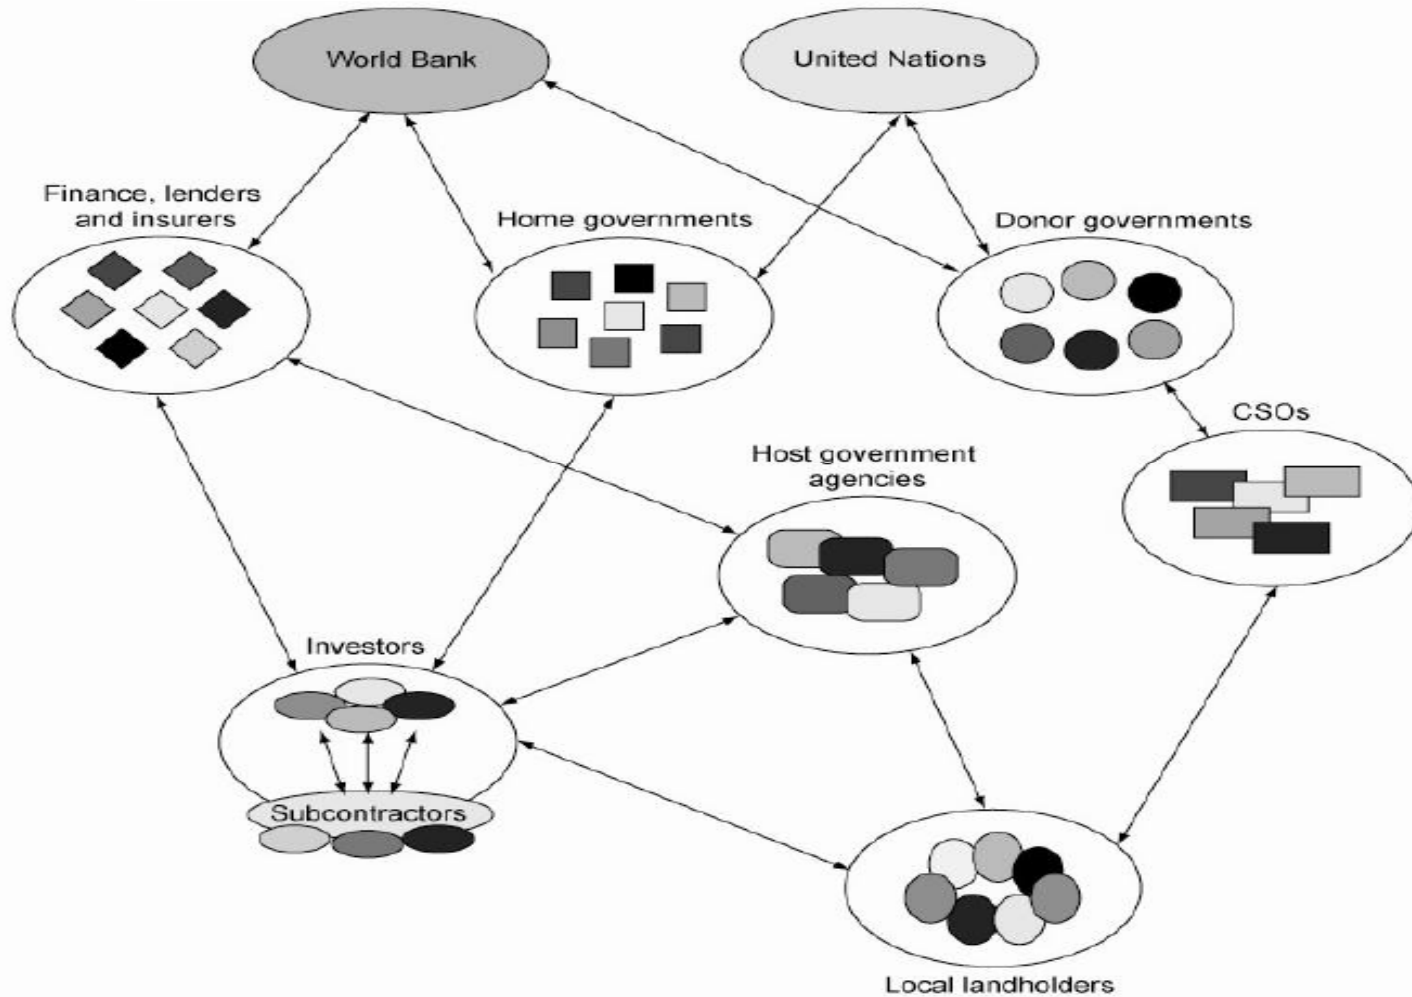 World Bank
United Nations
Finance, lenders
and insurers
Home governments
Donor governments
CSOs
Host government
agencies
Investors
Subcontractors
Local landholders